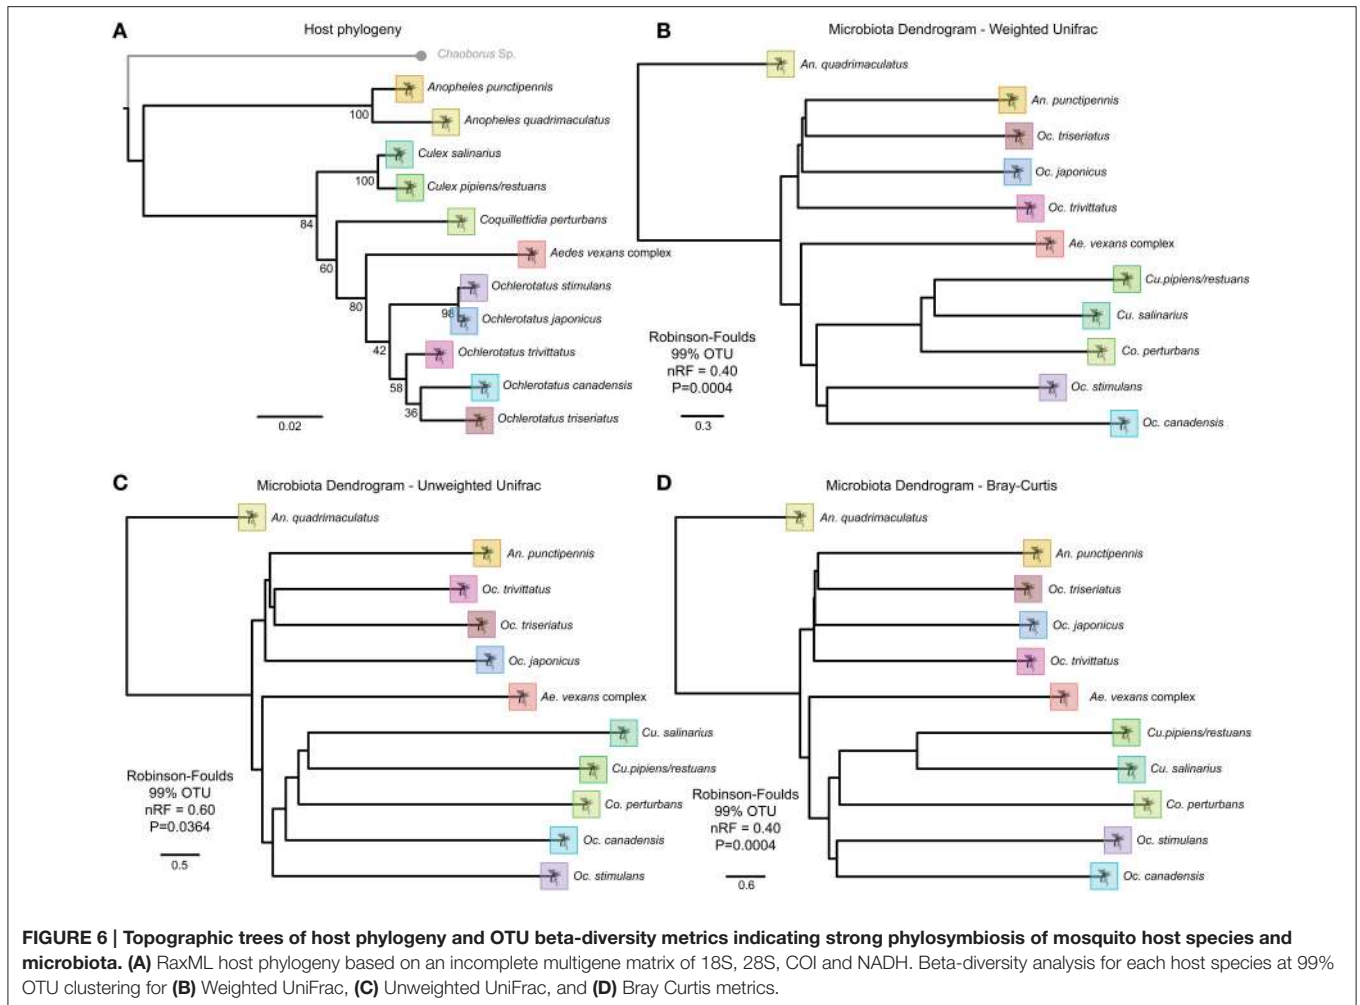 A
Host phylogeny
Chaoborus Sp.
Anopheles punctipennis
100
Anopheles quadrimaculatus
Culex salinarius
100
Culex pipiens/restuans
84
Coquillettidia perturbans
60
Aedes vexans complex
80
Ochlerotatus stimulans
98
Ochlerotatus japonicus
42
Ochlerotatus trivittatus
58
Ochlerotatus canadensis
36
Ochlerotatus triseriatus
0.02
B
Microbiota Dendrogram - Weighted Unifrac
An. quadrimaculatus
An. punctipennis
Oc. triseriatus
Oc. japonicus
Oc. trivittatus
Ae. vexans complex
Cu.pipiens/restuans
Cu. salinarius
Co. perturbans
Oc. stimulans
Oc. canadensis
Robinson-Foulds
99% OTU
nRF = 0.40
P=0.0004
0.3
C
Microbiota Dendrogram - Unweighted Unifrac
An. quadrimaculatus
An. punctipennis
Oc. trivittatus
Oc. triseriatus
Oc. japonicus
Ae. vexans complex
Cu. salinarius
Cu.pipiens/restuans
Co. perturbans
Oc. canadensis
Oc. stimulans
Robinson-Foulds
99% OTU
nRF = 0.60
P=0.0364
0.5
D
Microbiota Dendrogram - Bray-Curtis
An. quadrimaculatus
An. punctipennis
Oc. triseriatus
Oc. japonicus
Oc. trivittatus
Ae. vexans complex
Cu.pipiens/restuans
Cu. salinarius
Co. perturbans
Oc. stimulans
Oc. canadensis
Robinson-Foulds
99% OTU
nRF = 0.40
P=0.0004
0.6
FIGURE 6 | Topographic trees of host phylogeny and OTU beta-diversity metrics indicating strong phylosymbiosis of mosquito host species and
microbiota. (A) RaxML host phylogeny based on an incomplete multigene matrix of 18S, 28S, COI and NADH. Beta-diversity analysis for each host species at 99%
OTU clustering for (B) Weighted UniFrac, (C) Unweighted UniFrac, and (D) Bray Curtis metrics.